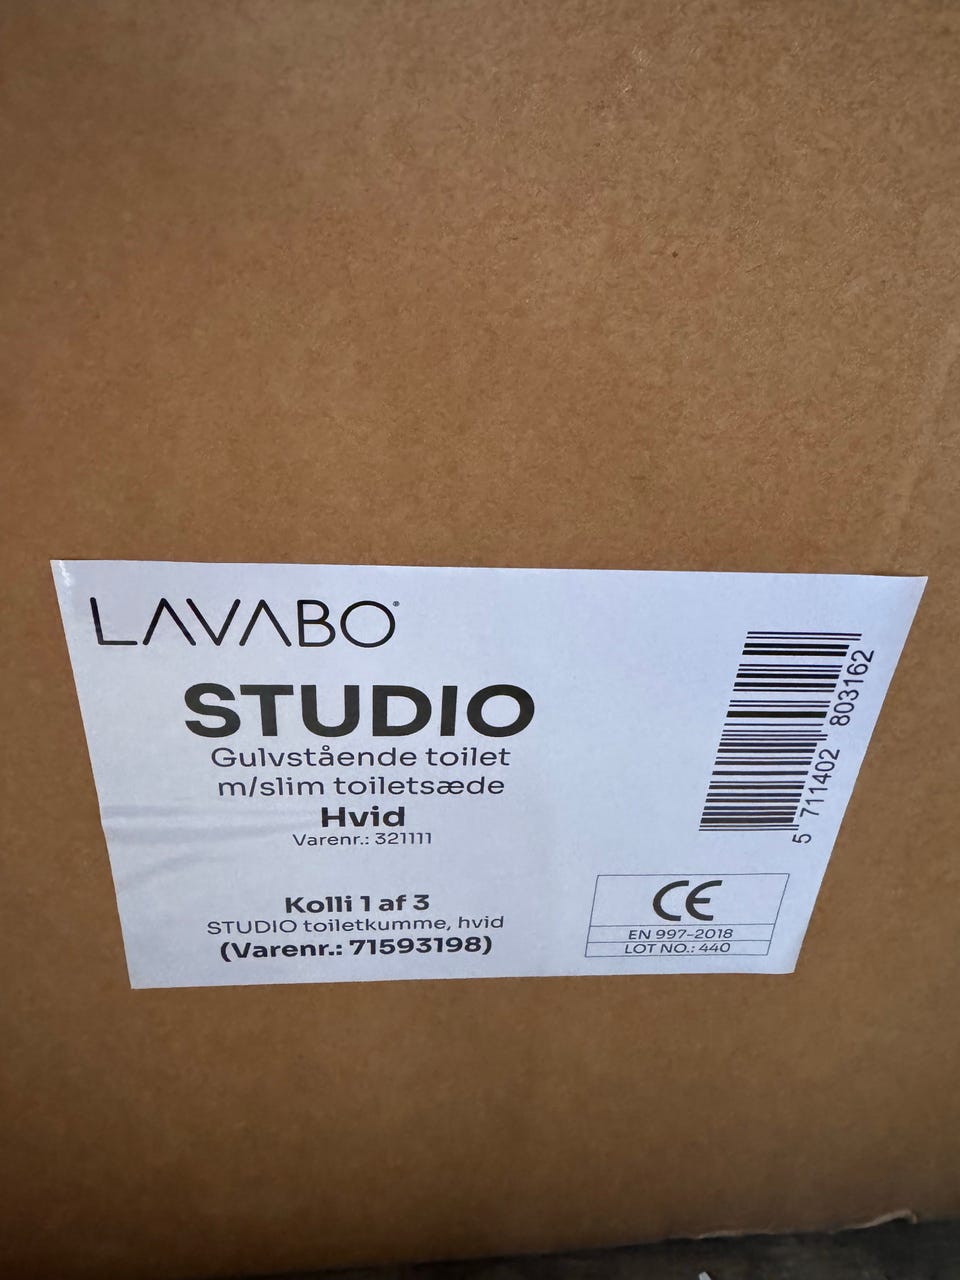 LAVABO®
STUDIO
Gulvstående toilet
m/slim toiletsæde
Hvid
Varenr.: 321111
Kolli 1 af 3
STUDIO toiletkumme, hvid
(Varenr.: 71593198)
5 711402 803162
CE
EN 997-2018
LOT NO.: 440